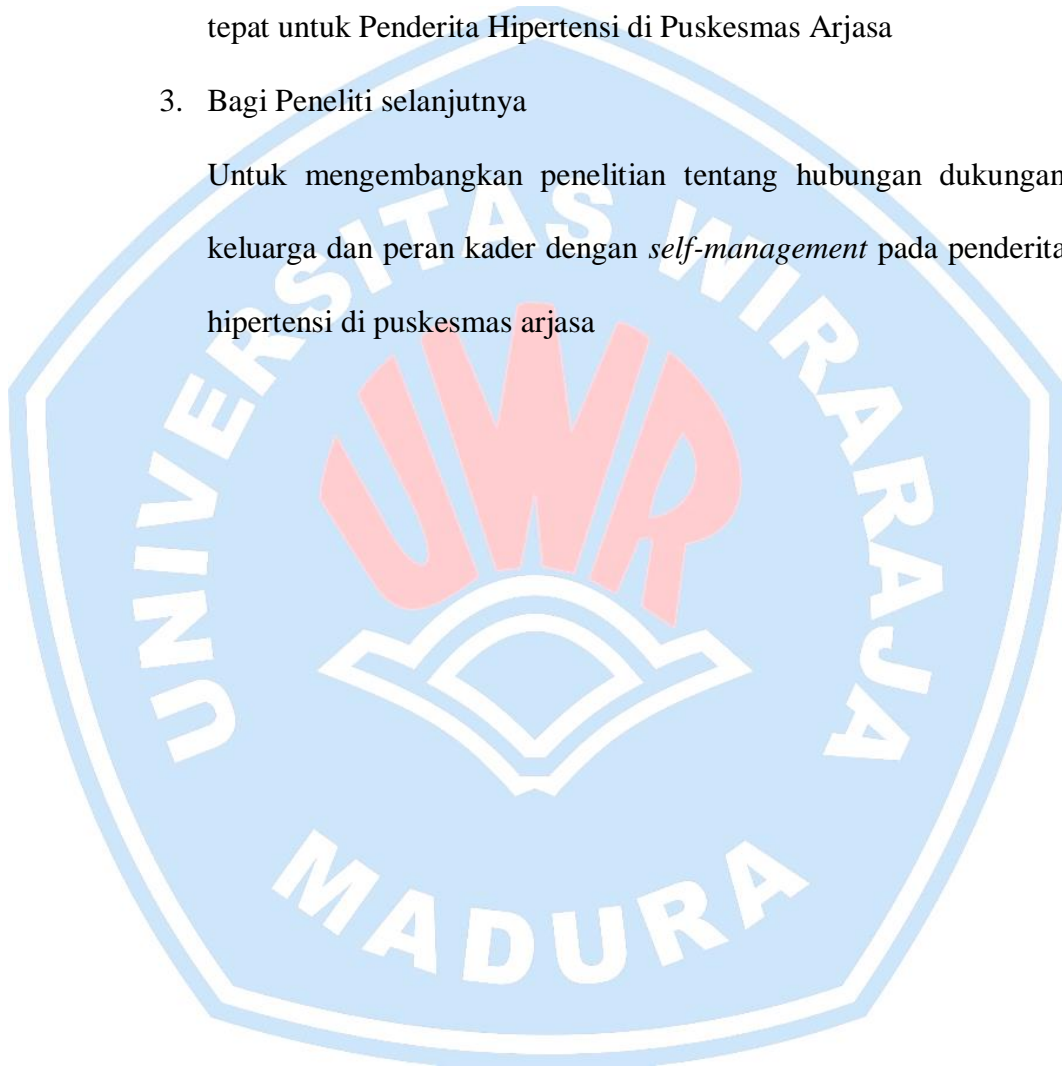 tepat untuk Penderita Hipertensi di Puskesmas Arjasa
3. Bagi Peneliti selanjutnya
Untuk mengembangkan penelitian tentang hubungan dukungan
keluarga dan peran kader dengan self-management pada penderita
hipertensi di puskesmas arjasa
UNIVERSITAS WIRARAJA
UWR
MADURA